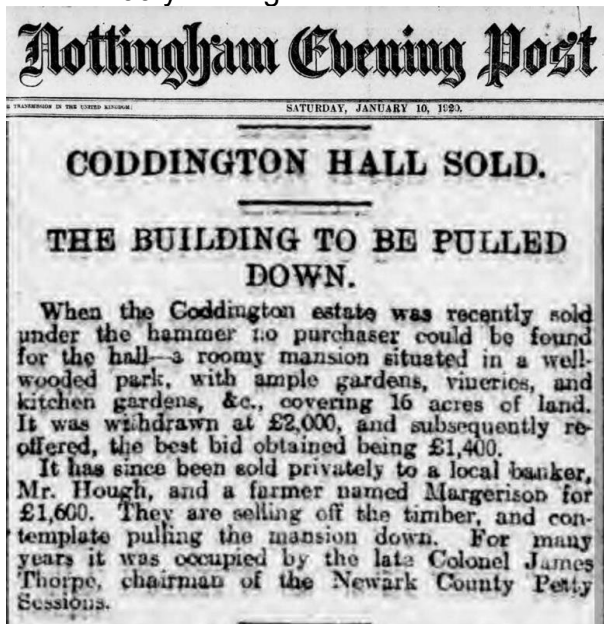 Nottingham Evening Post
TRANSMISSION IN THE UNITED KINGDOM.
SATURDAY, JANUARY 10, 1920.
CODDINGTON HALL SOLD.
THE BUILDING TO BE PULLED
DOWN.
When the Coddington estate was recently sold
under the hammer no purchaser could be found
for the hall—a roomy mansion situated in a well-
wooded park, with ample gardens, vineries, and
kitchen gardens, &c., covering 16 acres of land.
It was withdrawn at £2,000, and subsequently re-
offered, the best bid obtained being £1,400.
It has since been sold privately to a local banker,
Mr. Hough, and a farmer named Margerison for
£1,600. They are selling off the timber, and con-
template pulling the mansion down. For many
years it was occupied by the late Colonel James
Thorpe, chairman of the Newark County Petty
Sessions.